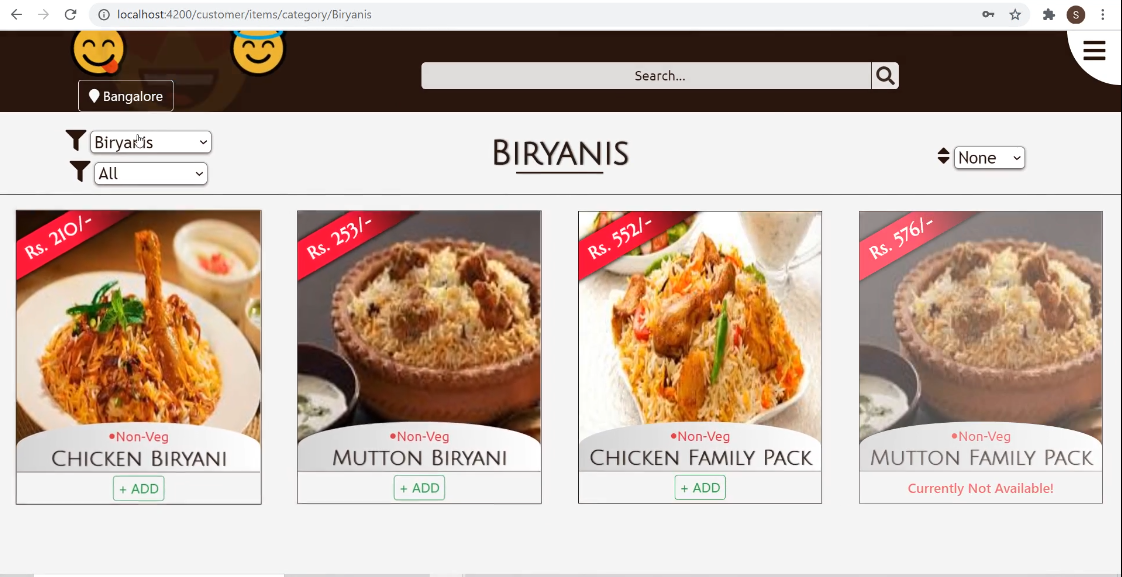 localhost:4200/customer/items/category/Biryanis
S
Search...
Bangalore
Biryanis
All
Biryanis
None
Rs. 210/-
Rs. 253/-
Rs. 552/-
Rs. 576/-
Non-Veg
Chicken Biryani
+ ADD
Non-Veg
Mutton Biryani
+ ADD
Non-Veg
Chicken Family Pack
+ ADD
Non-Veg
Mutton Family Pack
Currently Not Available!